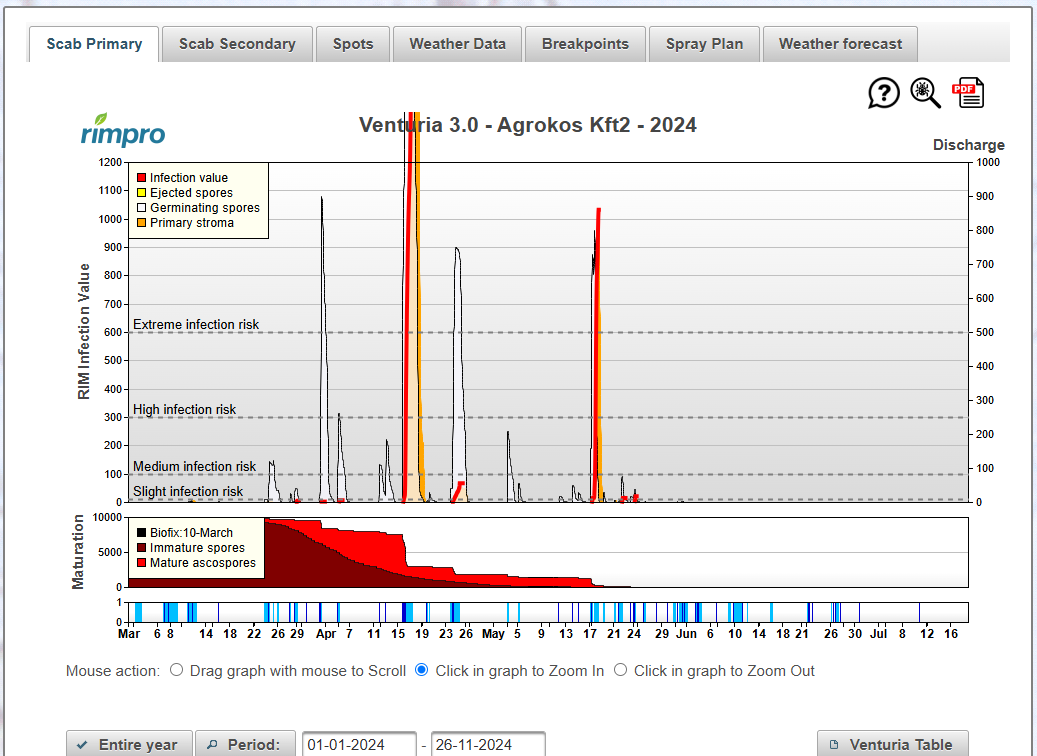 Scab Primary Scab Secondary Spots Weather Data Breakpoints Spray Plan Weather forecast
? PDF
rimpro
Venturia 3.0 - Agrokos Kft2 - 2024
Discharge
RIM Infection Value
1200
1100
1000
900
800
700
600
500
400
300
200
100
0
Infection value
Ejected spores
Germinating spores
Primary stroma
Extreme infection risk
High infection risk
Medium infection risk
Slight infection risk
1000
900
800
700
600
500
400
300
200
100
0
Maturation
10000
5000
0
Biofix:10-March
Immature spores
Mature ascospores
1
0
Mar 6 8 14 18 22 26 29 Apr 7 11 15 19 23 26 May 5 9 13 17 21 24 29 Jun 6 10 14 18 21 26 30 Jul 8 12 16
Mouse action: Drag graph with mouse to Scroll Click in graph to Zoom In Click in graph to Zoom Out
Entire year Period: 01-01-2024 - 26-11-2024 Venturia Table